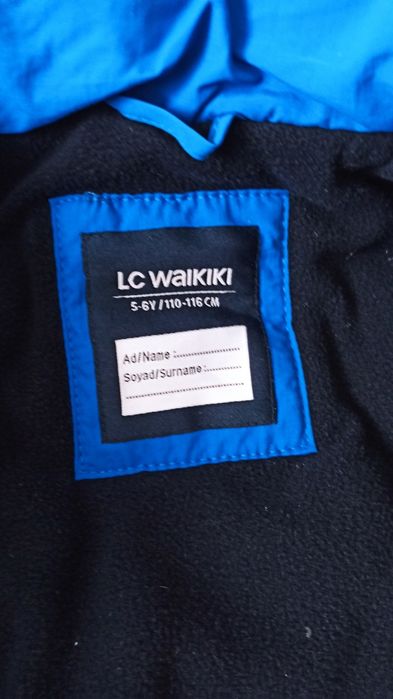 LC WAIKIKI
5-6Y / 110-116 CM
Ad/Name :.....................
Soyad/Surname :............
..............................